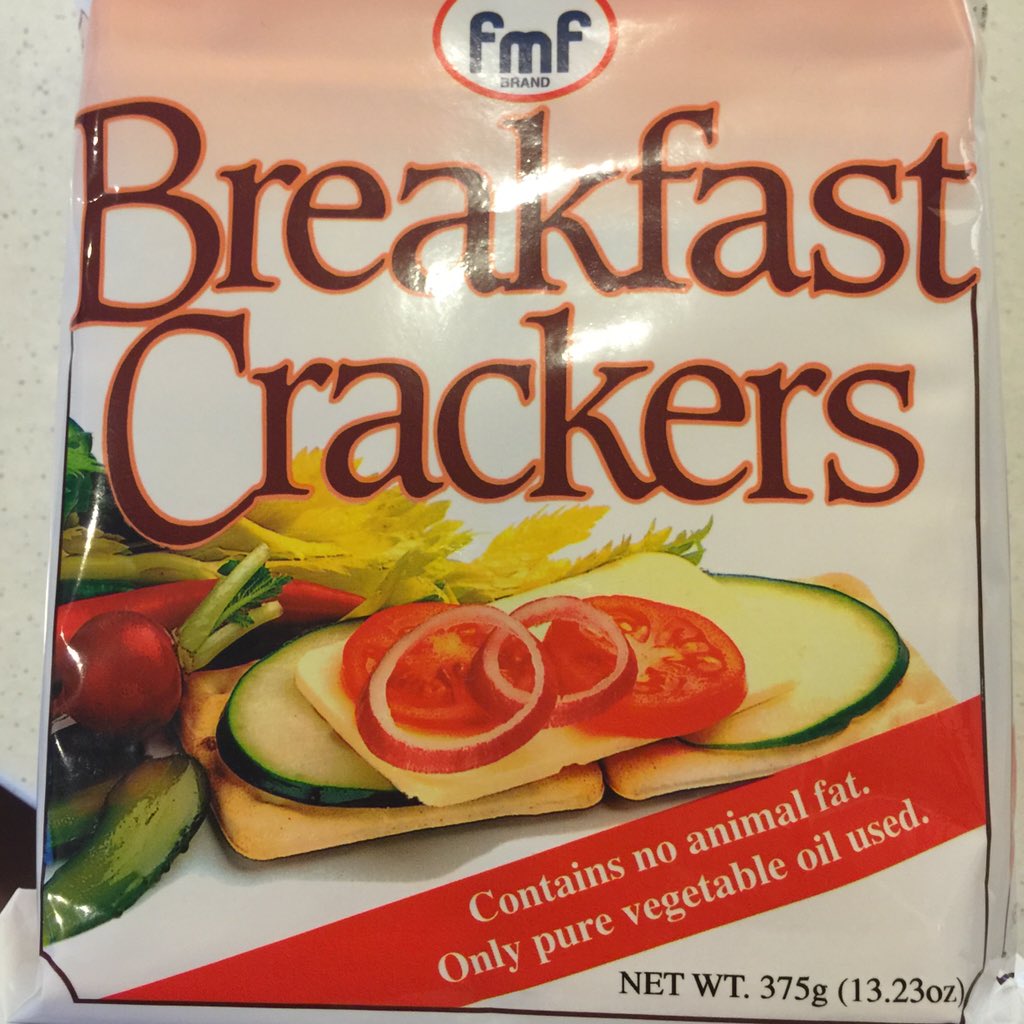 fmf
BRAND
Breakfast
Crackers
Contains no animal fat.
Only pure vegetable oil used.
NET WT. 375g (13.23oz)